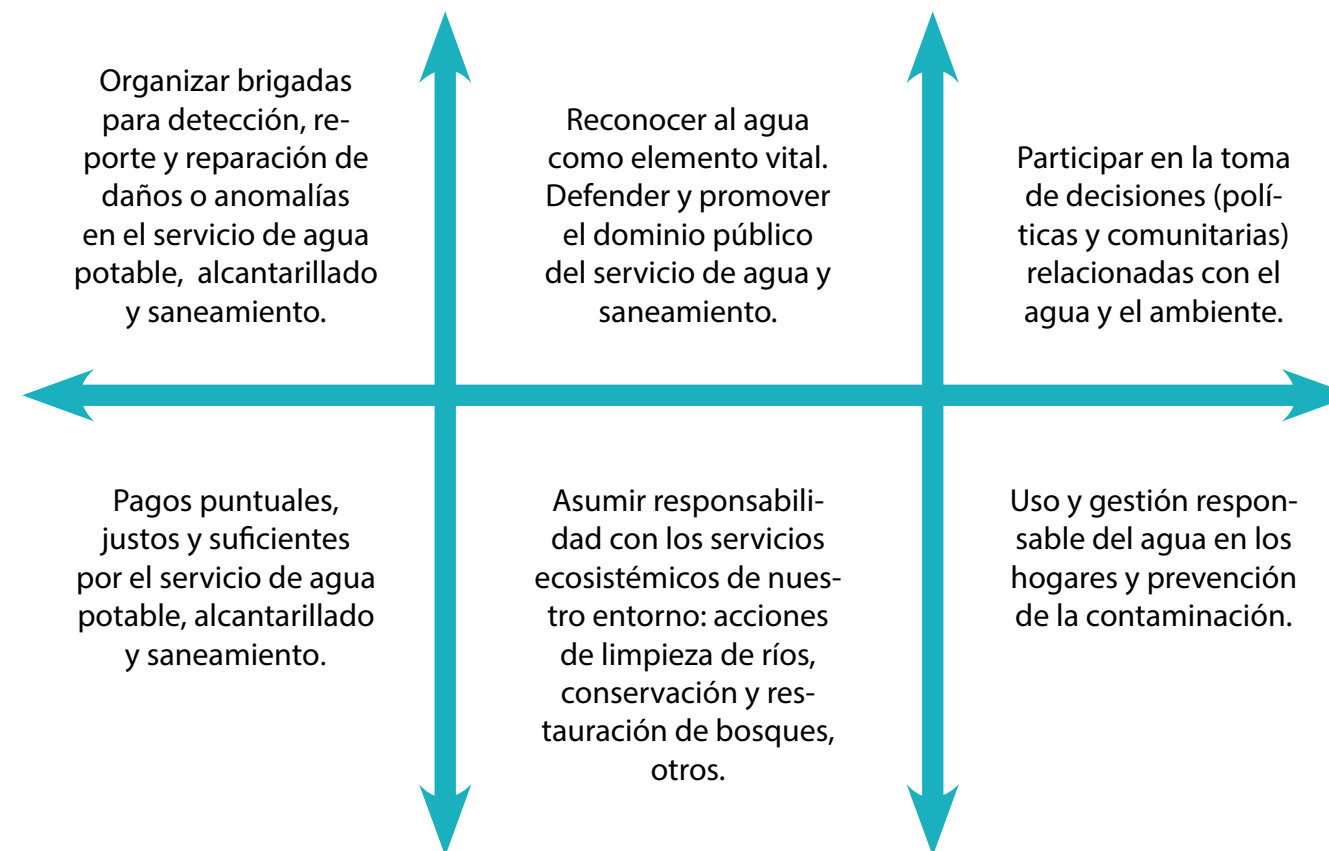 Organizar brigadas
para detección, re-
porte y reparación de
daños o anomalías
en el servicio de agua
potable,  alcantarillado
y saneamiento.
Reconocer al agua
como elemento vital.
Defender y promover
el dominio público
del servicio de agua y
saneamiento.
Participar en la toma
de decisiones (polí-
ticas y comunitarias)
relacionadas con el
agua y el ambiente.
Pagos puntuales,
justos y suficientes
por el servicio de agua
potable, alcantarillado
y saneamiento.
Asumir responsabili-
dad con los servicios
ecosistémicos de nues-
tro entorno: acciones
de limpieza de ríos,
conservación y res-
tauración de bosques,
otros.
Uso y gestión respon-
sable del agua en los
hogares y prevención
de la contaminación.